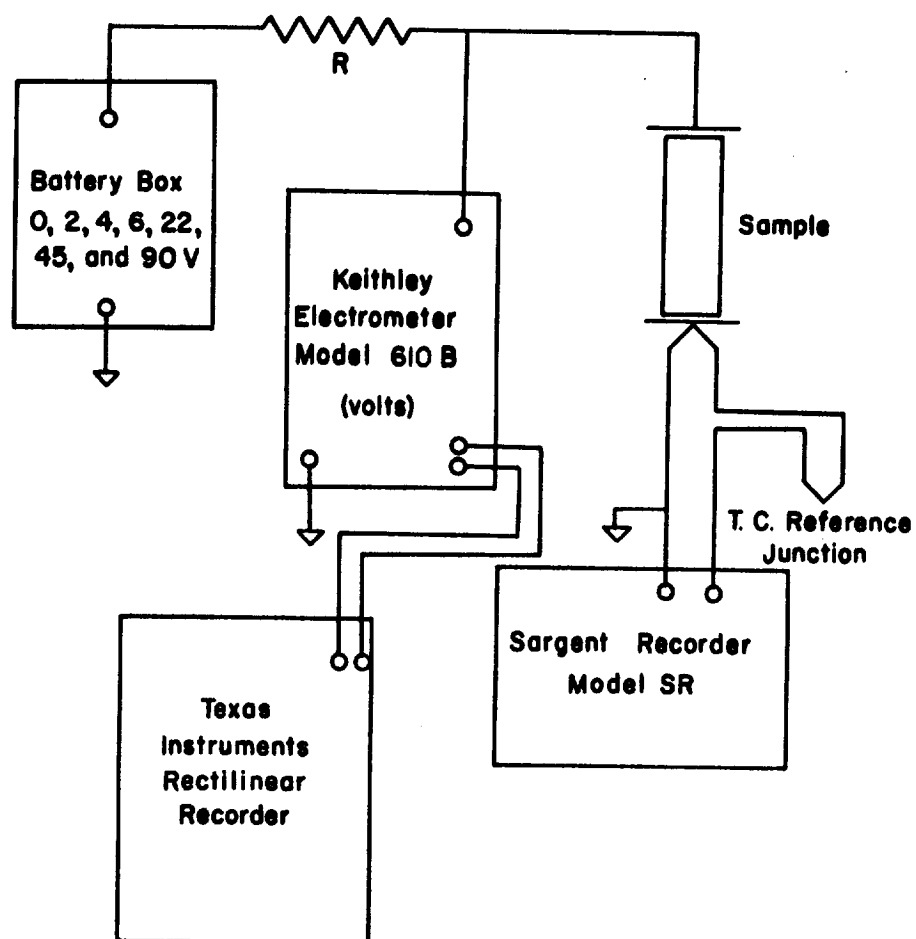 R
Battery Box
0, 2, 4, 6, 22,
45, and 90 V
Sample
Keithley
Electrometer
Model 610 B
(volts)
T. C. Reference
Junction
Sargent Recorder
Model SR
Texas
Instruments
Rectilinear
Recorder